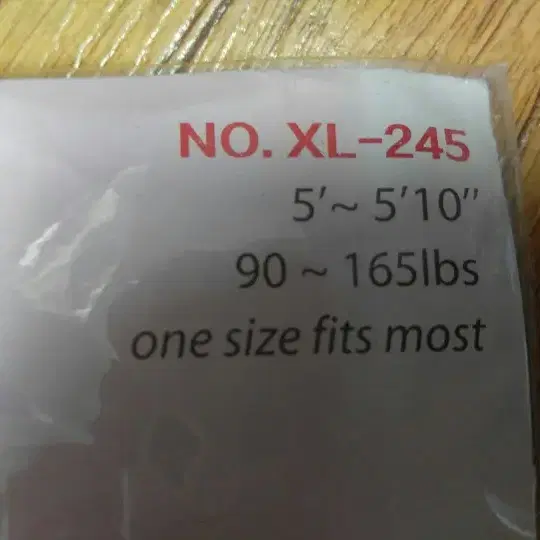 NO. XL-245
5'~ 5'10"
90 ~ 165lbs
one size fits most